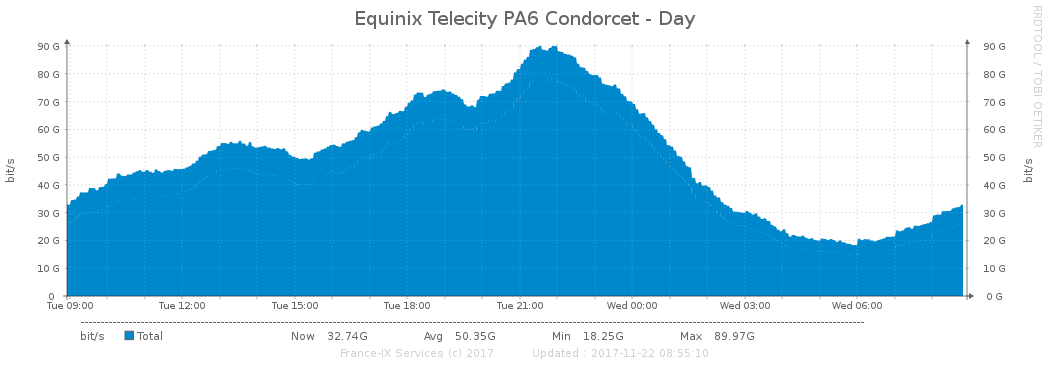 Equinix Telecity PA6 Condorcet - Day
RRDTOOL / TOBI OETIKER
90 G 90 G
80 G 80 G
70 G 70 G
60 G 60 G
50 G 50 G
40 G 40 G
30 G 30 G
20 G 20 G
10 G 10 G
0 0 G
bit/s
bit/s
Tue 09:00 Tue 12:00 Tue 15:00 Tue 18:00 Tue 21:00 Wed 00:00 Wed 03:00 Wed 06:00
bit/s Total Now 32.74G Avg 50.35G Min 18.25G Max 89.97G
France-IX Services (c) 2017 Updated : 2017-11-22 08:55:10